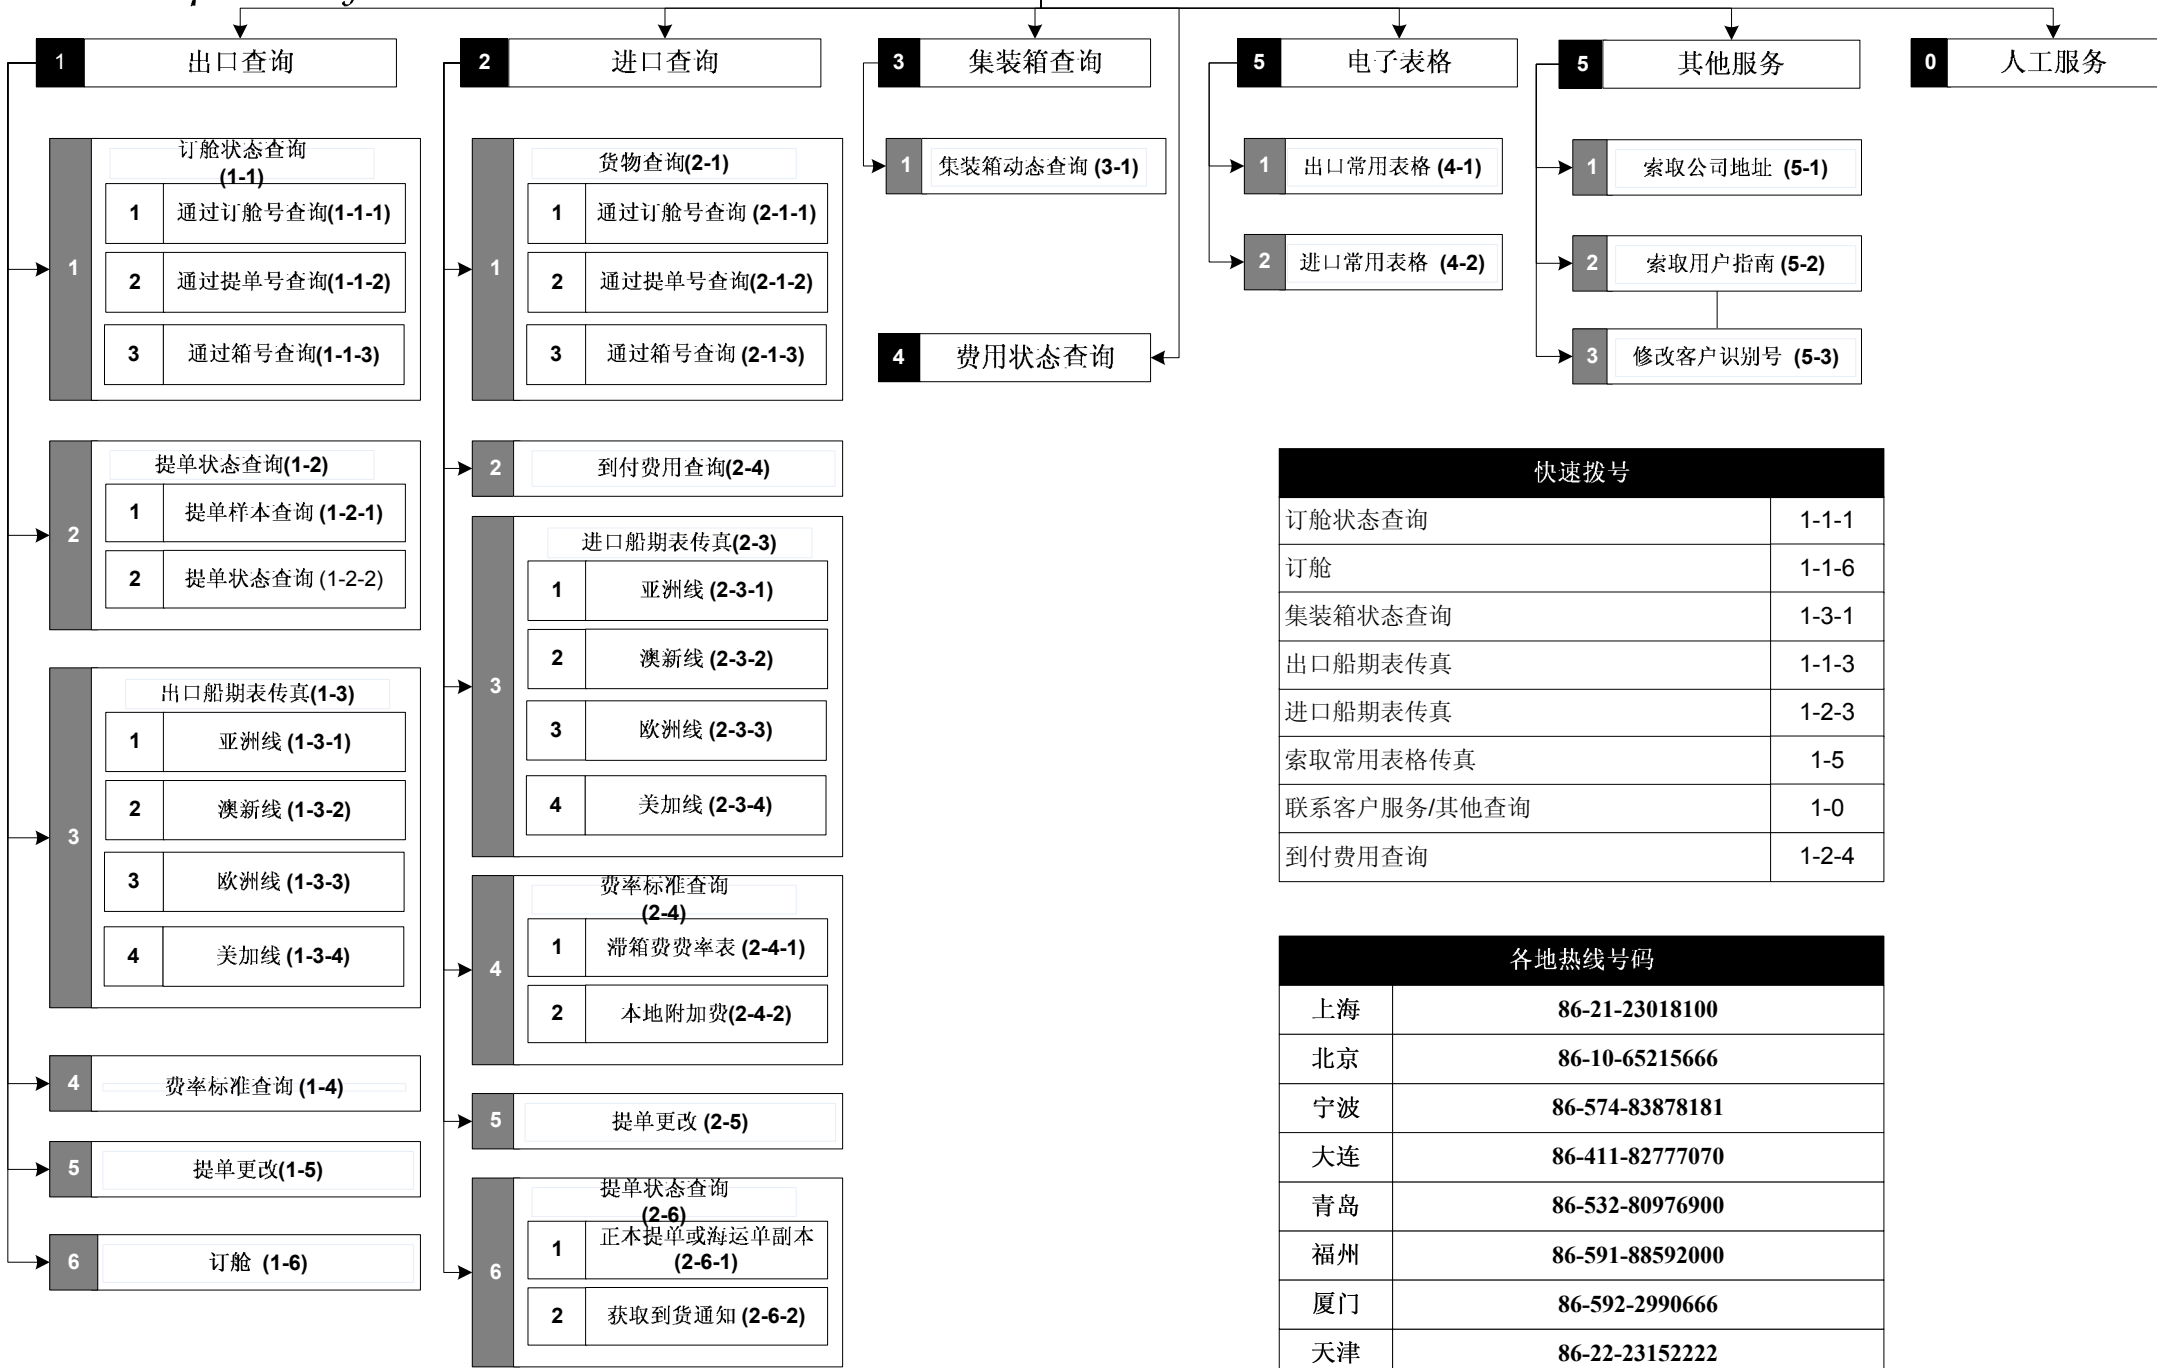 1 出口查询
订舱状态查询
(1-1)
1
1 通过订舱号查询(1-1-1)
2 通过提单号查询(1-1-2)
3 通过箱号查询(1-1-3)
2
提单状态查询(1-2)
1 提单样本查询 (1-2-1)
2 提单状态查询 (1-2-2)
3
出口船期表传真(1-3)
1 亚洲线 (1-3-1)
2 澳新线 (1-3-2)
3 欧洲线 (1-3-3)
4 美加线 (1-3-4)
4 费率标准查询 (1-4)
5 提单更改(1-5)
6 订舱 (1-6)
2 进口查询
1
货物查询(2-1)
1 通过订舱号查询 (2-1-1)
2 通过提单号查询(2-1-2)
3 通过箱号查询 (2-1-3)
2 到付费用查询(2-4)
3
进口船期表传真(2-3)
1 亚洲线 (2-3-1)
2 澳新线 (2-3-2)
3 欧洲线 (2-3-3)
4 美加线 (2-3-4)
4
费率标准查询
(2-4)
1 滞箱费费率表 (2-4-1)
2 本地附加费(2-4-2)
5 提单更改 (2-5)
6
提单状态查询
(2-6)
1 正本提单或海运单副本
(2-6-1)
2 获取到货通知 (2-6-2)
3 集装箱查询
1 集装箱动态查询 (3-1)
4 费用状态查询
5 电子表格
1 出口常用表格 (4-1)
2 进口常用表格 (4-2)
5 其他服务
1 索取公司地址 (5-1)
2 索取用户指南 (5-2)
3 修改客户识别号 (5-3)
0 人工服务
快速拨号
订舱状态查询 1-1-1
订舱 1-1-6
集装箱状态查询 1-3-1
出口船期表传真 1-1-3
进口船期表传真 1-2-3
索取常用表格传真 1-5
联系客户服务/其他查询 1-0
到付费用查询 1-2-4
各地热线号码
上海 86-21-23018100
北京 86-10-65215666
宁波 86-574-83878181
大连 86-411-82777070
青岛 86-532-80976900
福州 86-591-88592000
厦门 86-592-2990666
天津 86-22-23152222